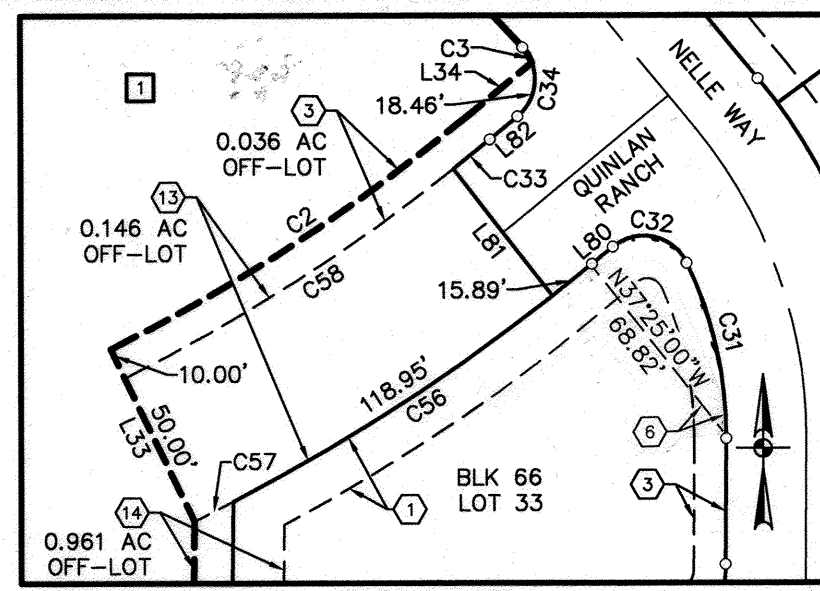 1
C3
L34
3
18.46'
C34
0.036 AC
OFF-LOT
L82
C33
NELLE WAY
QUINLAN
RANCH
13
0.146 AC
OFF-LOT
C2
C58
L81
L80
C32
15.89'
N37°25'00"W
68.82'
C31
10.00'
118.95'
C56
50.00'
L33
C57
6
BLK 66
LOT 33
1
3
14
0.961 AC
OFF-LOT